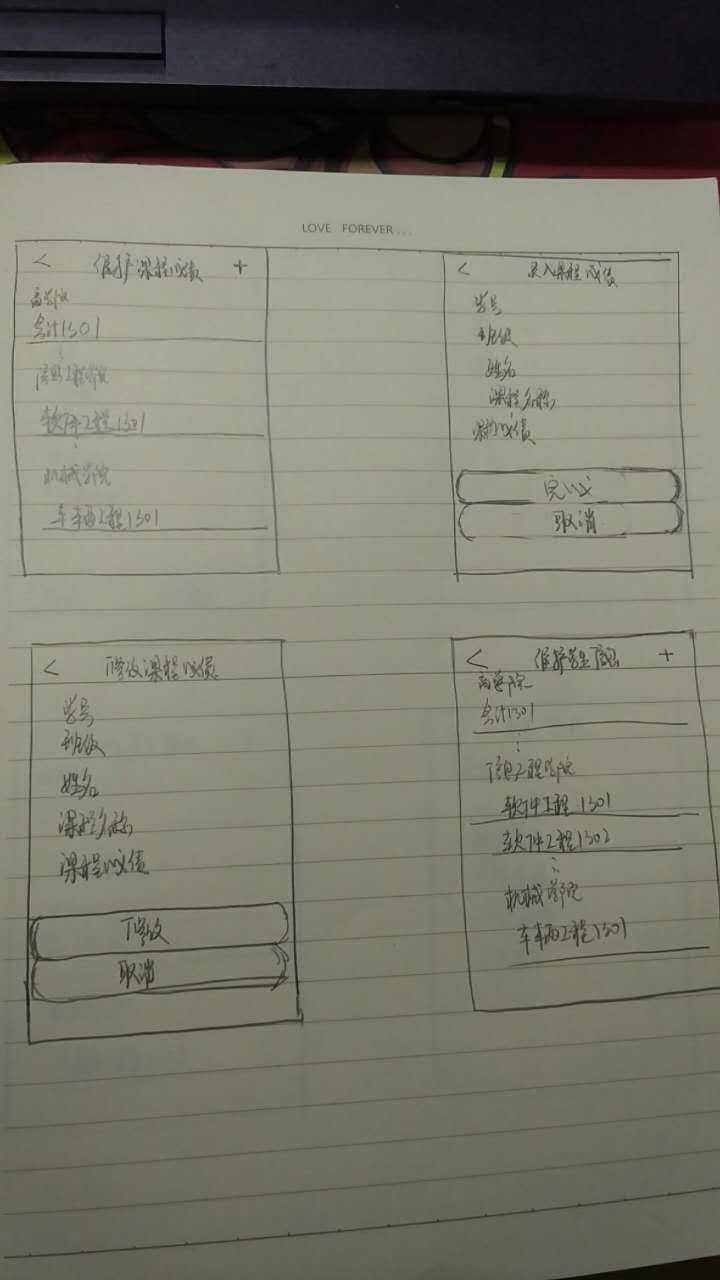 LOVE FOREVER...
< 维护课程成绩 +
商学院
会计1301
信息工程学院
软件工程1301
机械学院
车辆工程1301
< 录入课程成绩
学号
班级
姓名
课程名称
课程成绩
完成
取消
< 修改课程成绩
学号
班级
姓名
课程名称
课程成绩
修改
取消
< 维护学生信息 +
商学院
会计1301
信息工程学院
软件工程1301
软件工程1302
机械学院
车辆工程1301